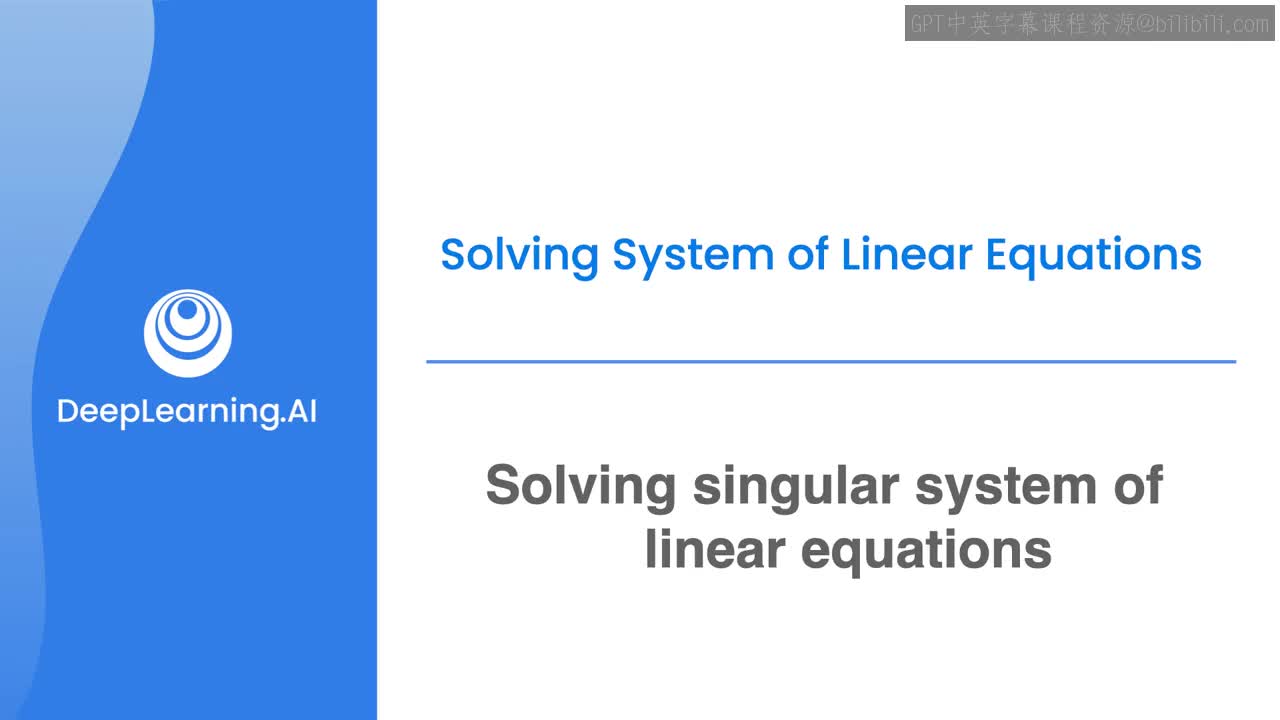 GPT中英字幕课程资源@bilibili.com
Solving System of Linear Equations
DeepLearning.AI
Solving singular system of
linear equations